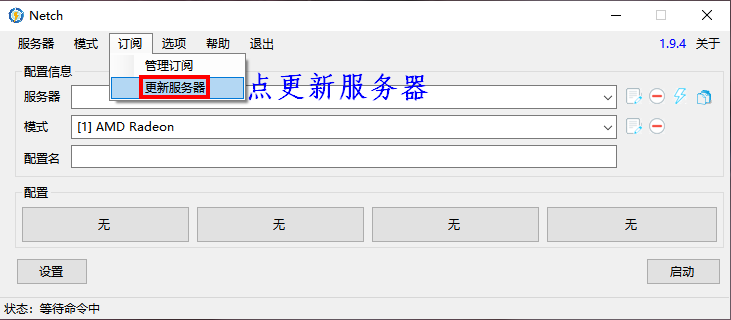 Netch
服务器 模式 订阅 选项 帮助 退出 1.9.4 关于
管理订阅
更新服务器
点更新服务器
配置信息
服务器
模式 [1] AMD Radeon
配置名
配置
无 无 无 无
设置 启动
状态：等待命令中